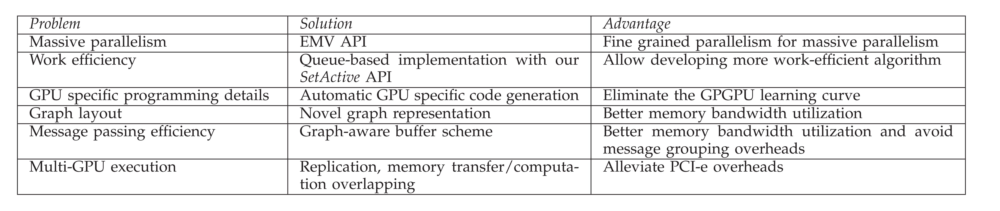 Problem Solution Advantage
Massive parallelism EMV API Fine grained parallelism for massive parallelism
Work efficiency Queue-based implementation with our Allow developing more work-efficient algorithm
SetActive API
GPU specific programming details Automatic GPU specific code generation Eliminate the GPGPU learning curve
Graph layout Novel graph representation Better memory bandwidth utilization
Message passing efficiency Graph-aware buffer scheme Better memory bandwidth utilization and avoid
message grouping overheads
Multi-GPU execution Replication, memory transfer/computa- Alleviate PCI-e overheads
tion overlapping